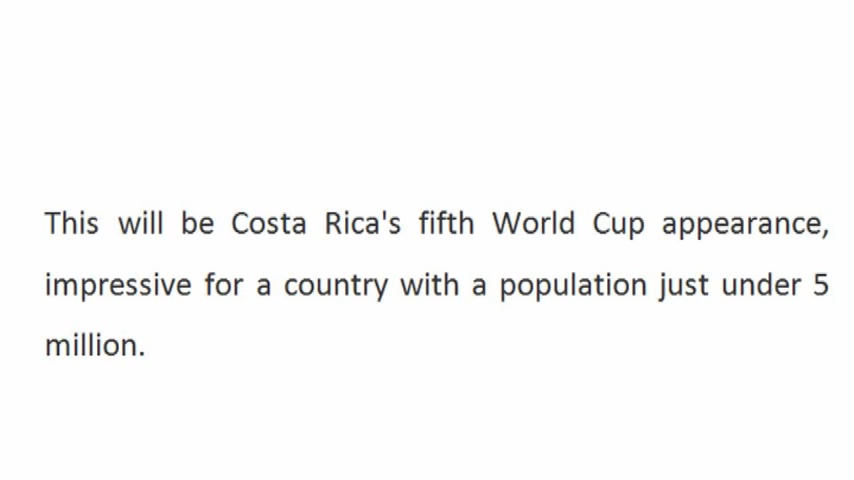 This will be Costa Rica's fifth World Cup appearance,
impressive for a country with a population just under 5
million.